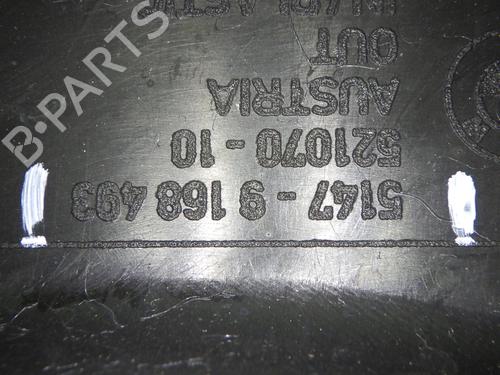 5147-9 168 493
521070-10
AUSTRIA
OUT
B-PARTS